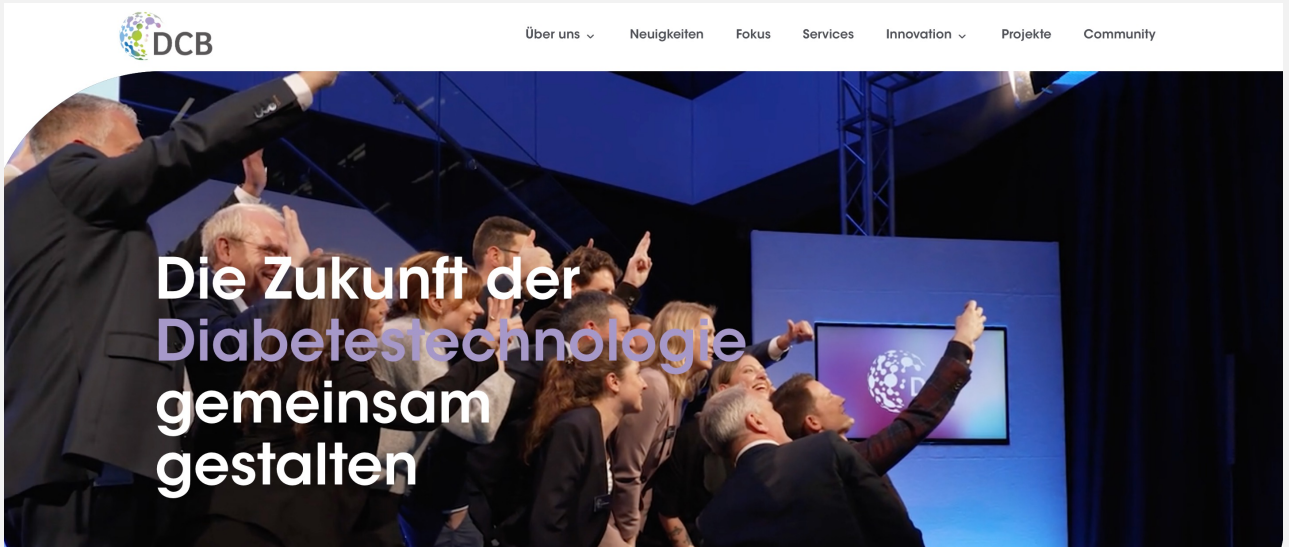 DCB
Über uns
Neuigkeiten
Fokus
Services
Innovation
Projekte
Community
Die Zukunft der
Diabetestechnologie
gemeinsam
gestalten